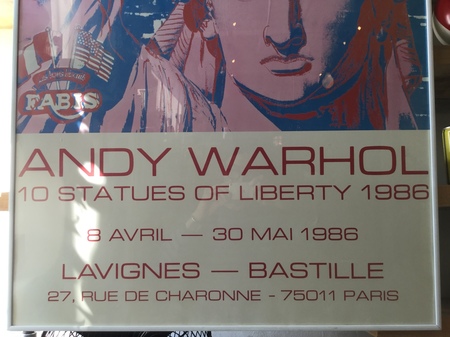 FABIS
ANDY WARHOL
10 STATUES OF LIBERTY 1986
8 AVRIL — 30 MAI 1986
LAVIGNES — BASTILLE
27, RUE DE CHARONNE - 75011 PARIS